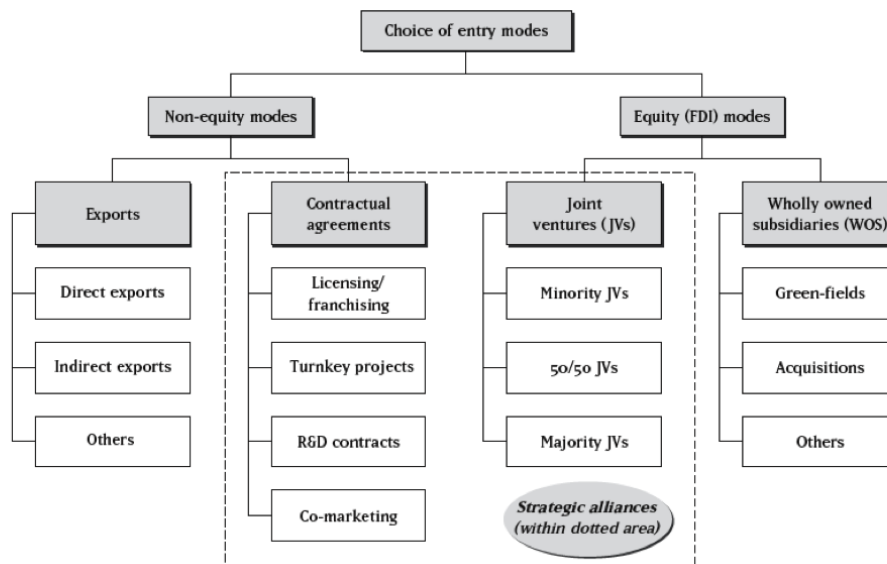 Choice of entry modes
Non-equity modes
Equity (FDI) modes
Exports
Contractual
agreements
Joint
ventures (JVs)
Wholly owned
subsidiaries (WOS)
Direct exports
Licensing/
franchising
Minority JVs
Green-fields
Indirect exports
Turnkey projects
50/50 JVs
Acquisitions
Others
R&D contracts
Majority JVs
Others
Co-marketing
Strategic alliances
(within dotted area)